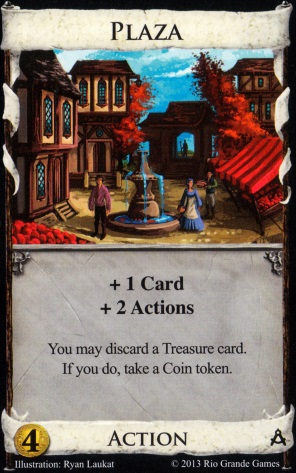 PLAZA
+ 1 Card
+ 2 Actions
You may discard a Treasure card.
If you do, take a Coin token.
4
ACTION
Illustration: Ryan Laukat
© 2013 Rio Grande Games